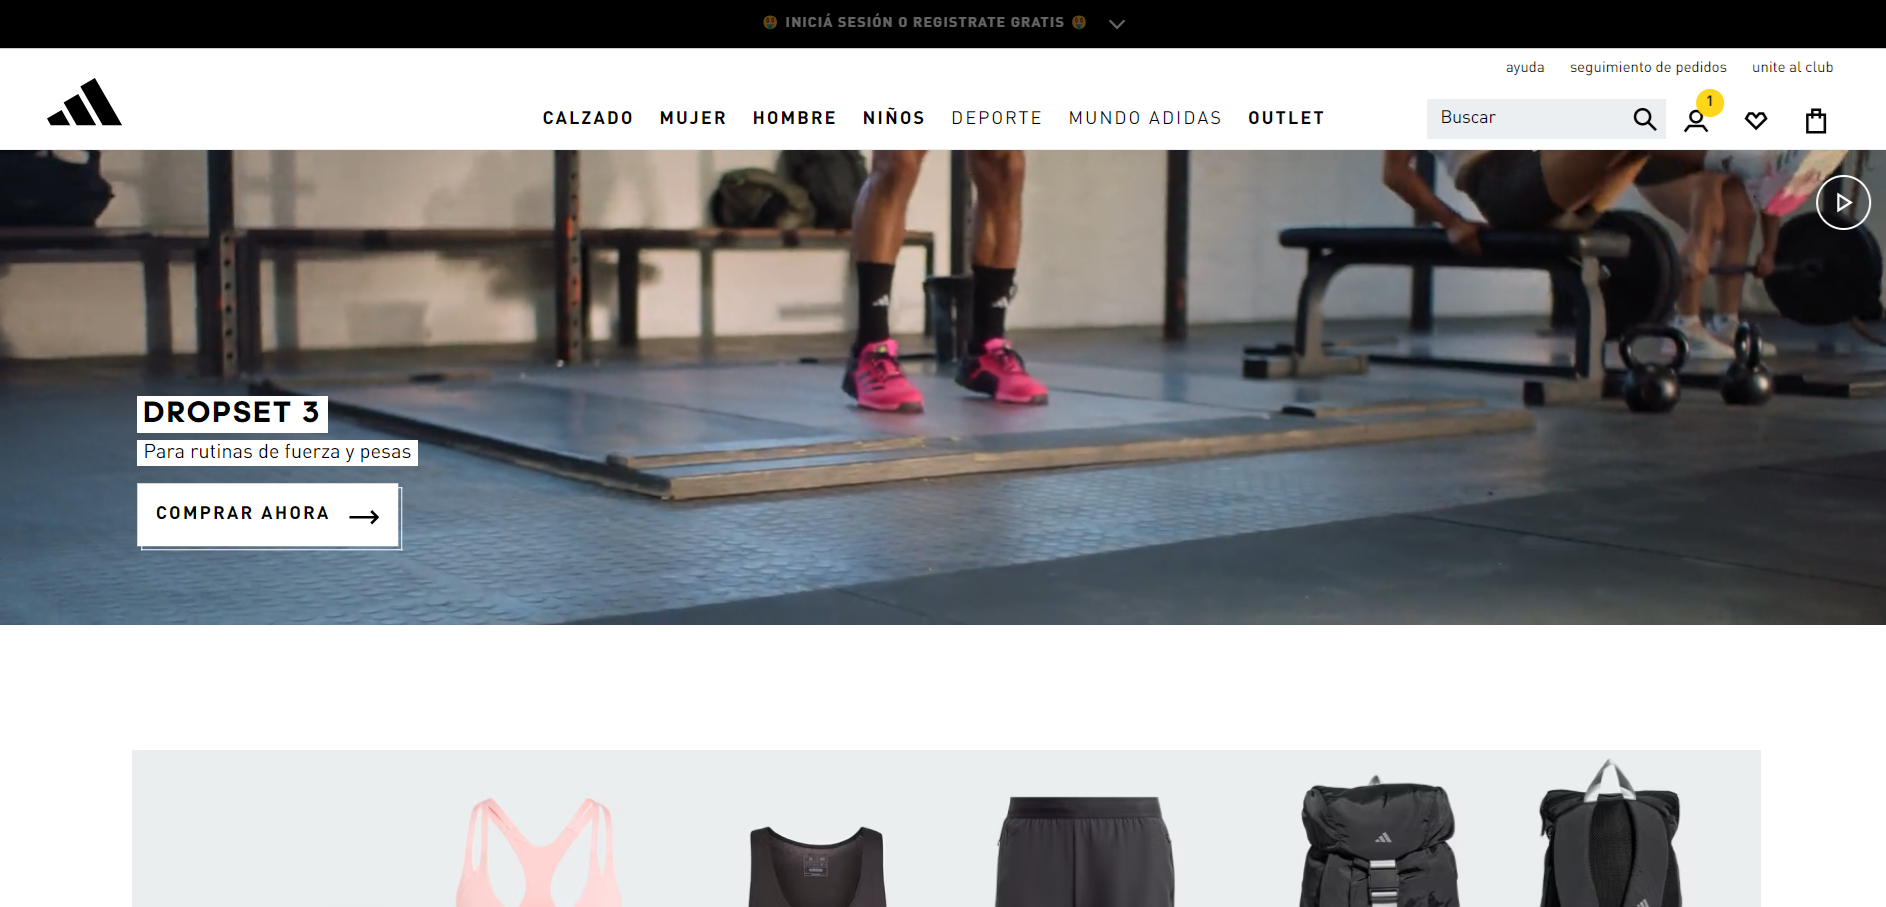 INICIÁ SESIÓN O REGISTRATE GRATIS
ayuda seguimiento de pedidos unite al club
CALZADO MUJER HOMBRE NIÑOS DEPORTE MUNDO ADIDAS OUTLET
Buscar
1
DROPSET 3
Para rutinas de fuerza y pesas
COMPRAR AHORA